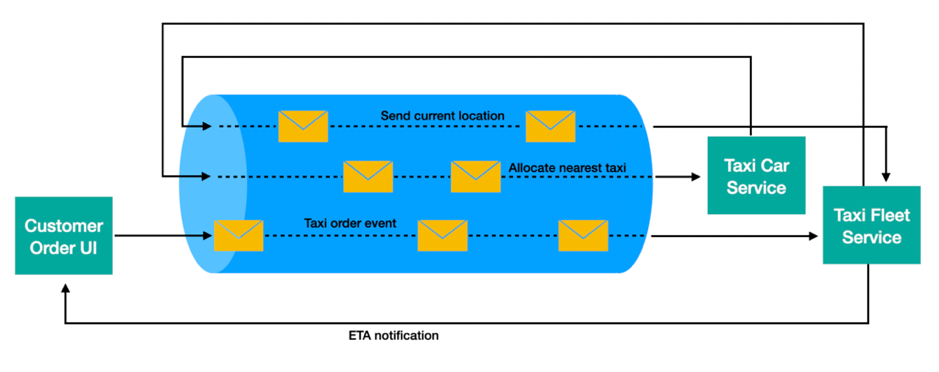 Send current location
Allocate nearest taxi
Taxi Car
Service
Taxi Fleet
Service
Customer
Order UI
Taxi order event
ETA notification